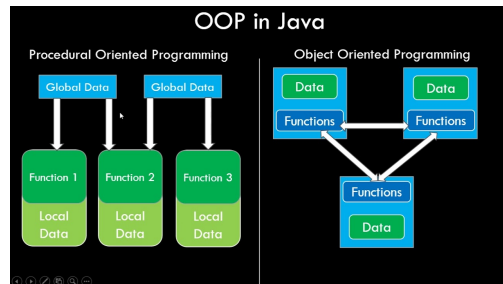 OOP in Java
Procedural Oriented Programming
Global Data
Global Data
Function 1
Function 2
Function 3
Local
Data
Local
Data
Local
Data
Object Oriented Programming
Data
Functions
Data
Functions
Functions
Data